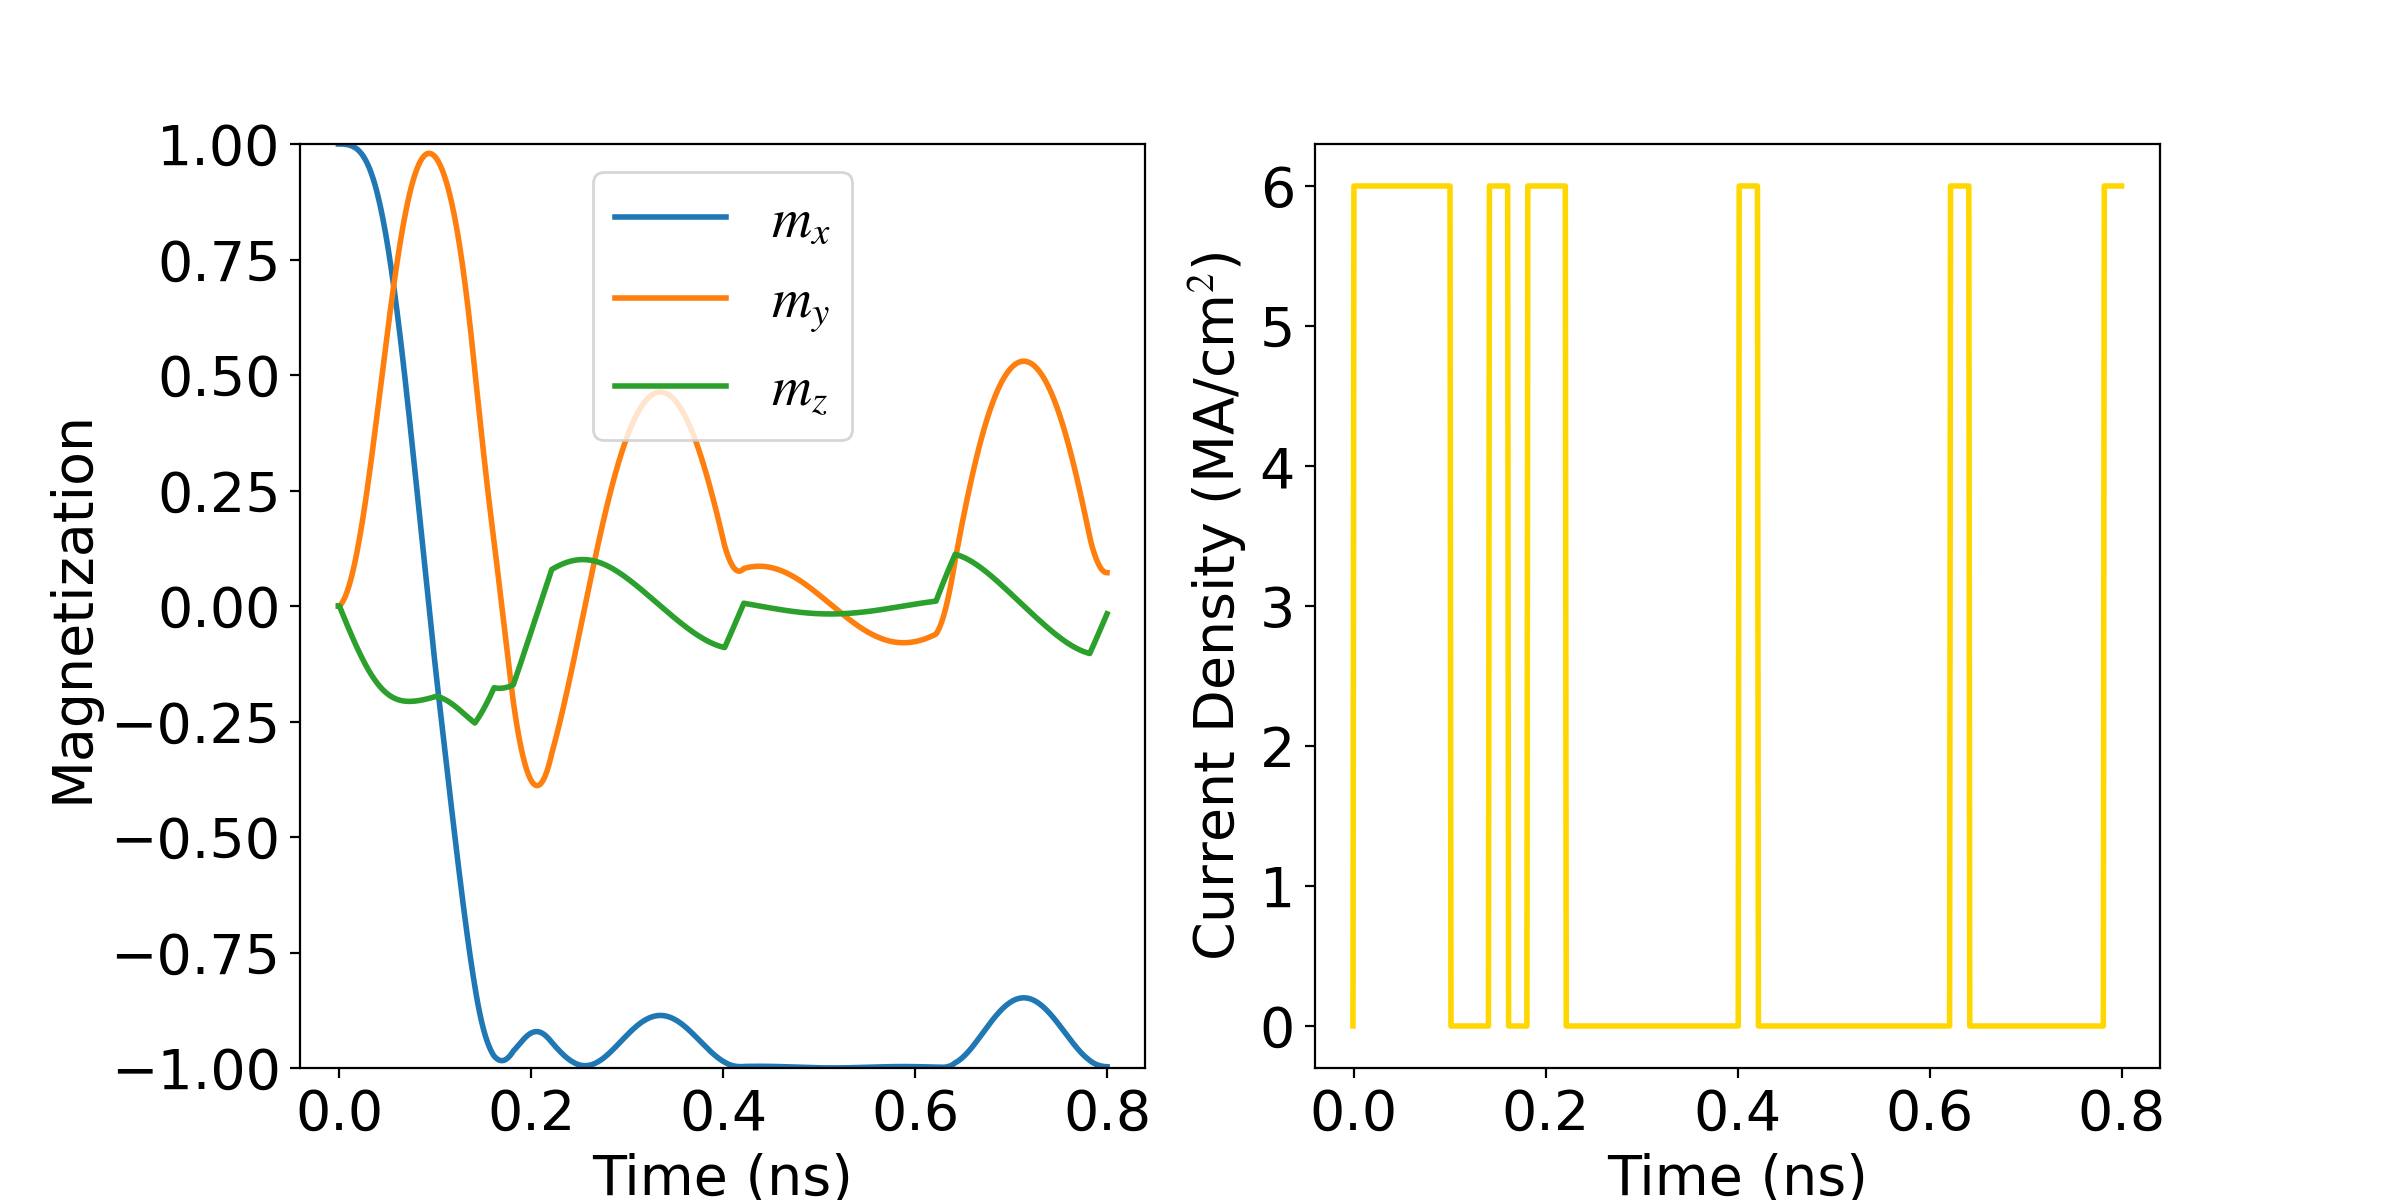 Magnetization
1.00
0.75
0.50
0.25
0.00
−0.25
−0.50
−0.75
−1.00
0.0 0.2 0.4 0.6 0.8
Time (ns)
m_x
m_y
m_z
Current Density (MA/cm²)
6
5
4
3
2
1
0
0.0 0.2 0.4 0.6 0.8
Time (ns)